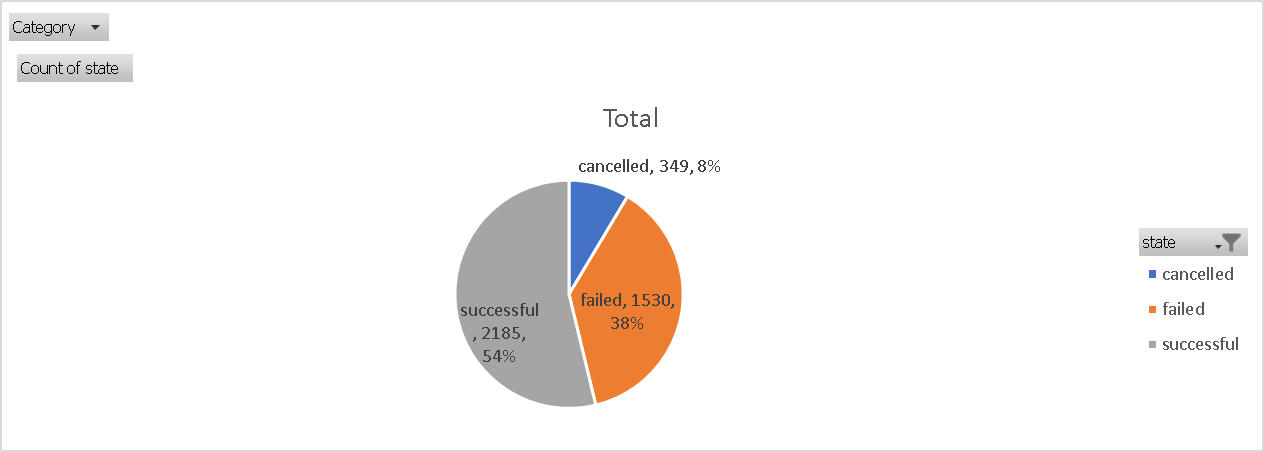 Category
Count of state
Total
cancelled, 349, 8%
failed, 1530,
38%
successful
, 2185,
54%
state
cancelled
failed
successful